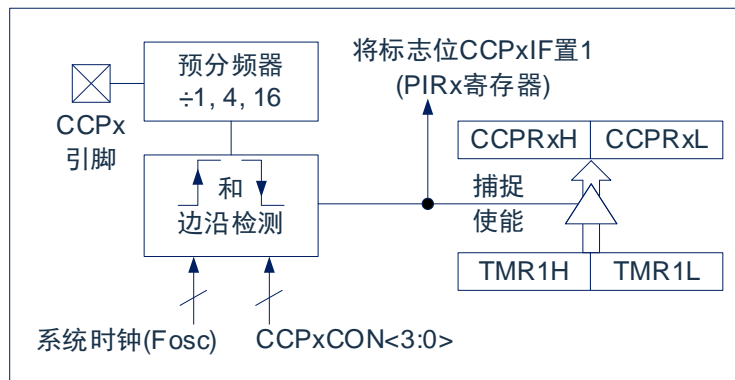 预分频器
÷1, 4, 16
CCPx
引脚
将标志位CCPxIF置1
(PIRx寄存器)
CCPRxH CCPRxL
和
边沿检测
捕捉
使能
TMR1H TMR1L
系统时钟(Fosc) CCPxCON<3:0>